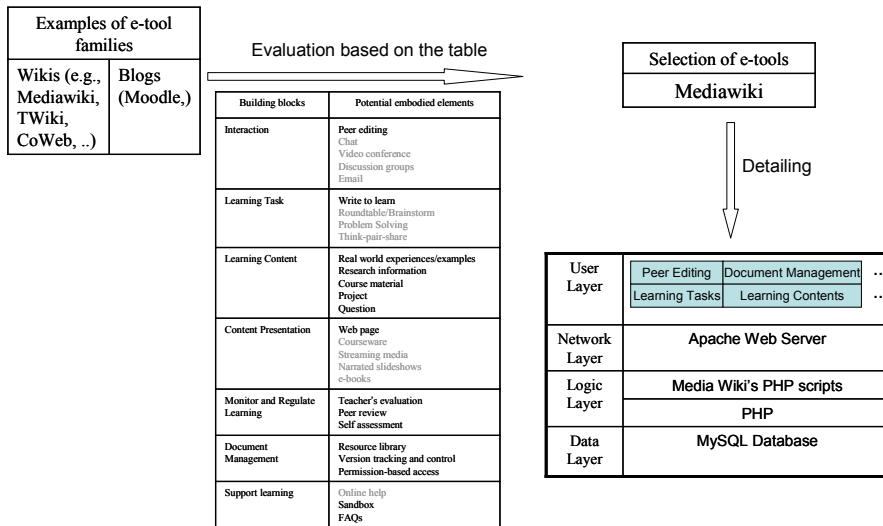 Examples of e-tool
families
Wikis (e.g.,
Mediawiki,
TWiki,
CoWeb, ..)
Blogs
(Moodle,)
Evaluation based on the table
Building blocks
Potential embodied elements
Interaction
Peer editing
Chat
Video conference
Discussion groups
Email
Learning Task
Write to learn
Roundtable/Brainstorm
Problem Solving
Think-pair-share
Learning Content
Real world experiences/examples
Research information
Course material
Project
Question
Content Presentation
Web page
Courseware
Streaming media
Narrated slideshows
e-books
Monitor and Regulate
Learning
Teacher's evaluation
Peer review
Self assessment
Document
Management
Resource library
Version tracking and control
Permission-based access
Support learning
Online help
Sandbox
FAQs
Selection of e-tools
Mediawiki
Detailing
User
Layer
Peer Editing
Document Management
..
Learning Tasks
Learning Contents
..
Network
Layer
Apache Web Server
Logic
Layer
Media Wiki's PHP scripts
PHP
Data
Layer
MySQL Database